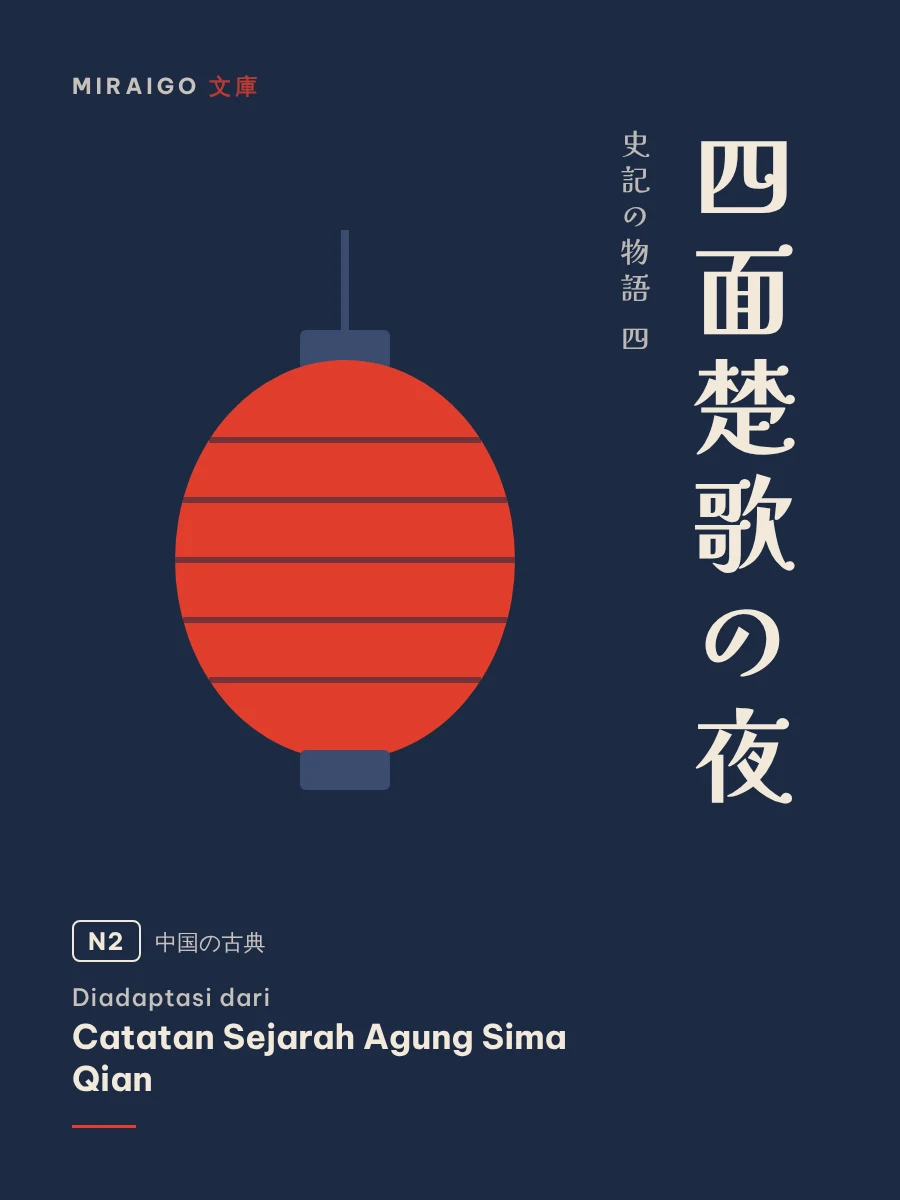 MIRAIGO 文庫
四面楚歌の夜
史記の物語 四
N2 中国の古典
Diadaptasi dari
Catatan Sejarah Agung Sima
Qian